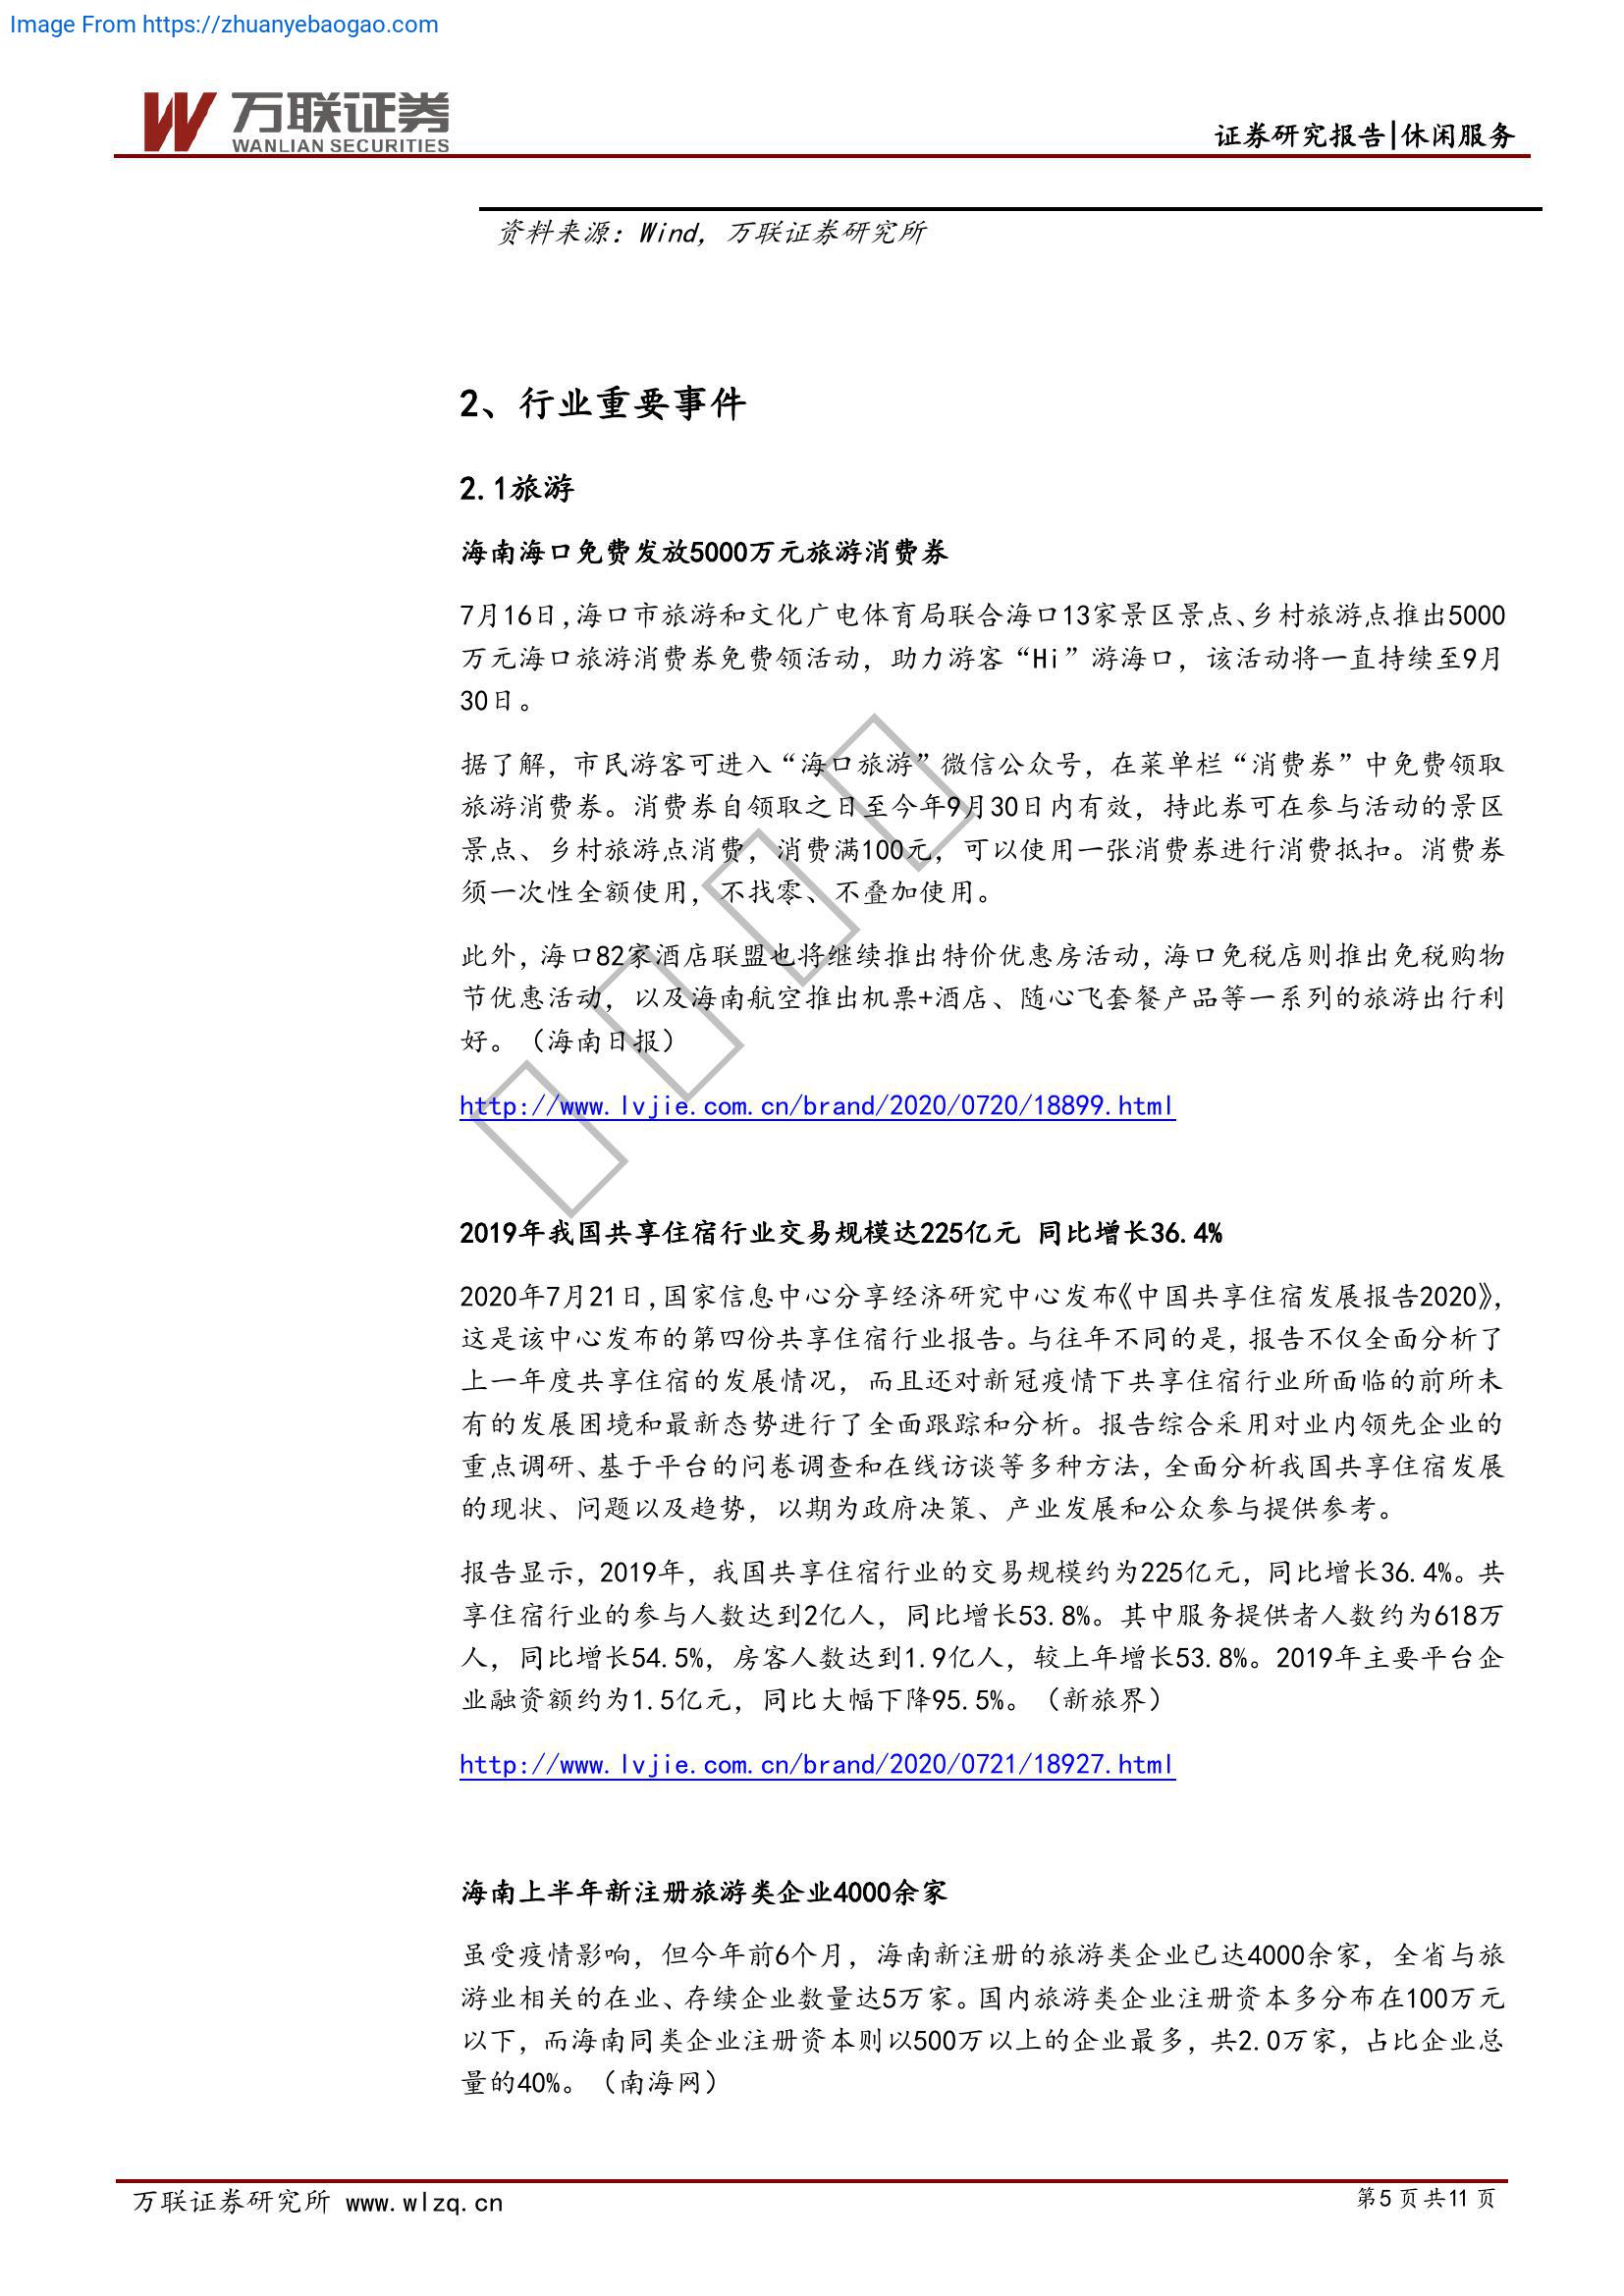 Image From https://zhuanyebaogao.com
万联证券
WANLIAN SECURITIES
证券研究报告|休闲服务
资料来源：Wind，万联证券研究所
2、行业重要事件
2.1旅游
海南海口免费发放5000万元旅游消费券
7月16日，海口市旅游和文化广电体育局联合海口13家景区景点、乡村旅游点推出5000
万元海口旅游消费券免费领活动，助力游客“Hi”游海口，该活动将一直持续至9月
30日。
据了解，市民游客可进入“海口旅游”微信公众号，在菜单栏“消费券”中免费领取
旅游消费券。消费券自领取之日至今年9月30日内有效，持此券可在参与活动的景区
景点、乡村旅游点消费，消费满100元，可以使用一张消费券进行消费抵扣。消费券
须一次性全额使用，不找零、不叠加使用。
此外，海口82家酒店联盟也将继续推出特价优惠房活动，海口免税店则推出免税购物
节优惠活动，以及海南航空推出机票+酒店、随心飞套餐产品等一系列的旅游出行利
好。（海南日报）
http://www.lvjie.com.cn/brand/2020/0720/18899.html
2019年我国共享住宿行业交易规模达225亿元 同比增长36.4%
2020年7月21日，国家信息中心分享经济研究中心发布《中国共享住宿发展报告2020》，
这是该中心发布的第四份共享住宿行业报告。与往年不同的是，报告不仅全面分析了
上一年度共享住宿的发展情况，而且还对新冠疫情下共享住宿行业所面临的前所未
有的发展困境和最新态势进行了全面跟踪和分析。报告综合采用对业内领先企业的
重点调研、基于平台的问卷调查和在线访谈等多种方法，全面分析我国共享住宿发展
的现状、问题以及趋势，以期为政府决策、产业发展和公众参与提供参考。
报告显示，2019年，我国共享住宿行业的交易规模约为225亿元，同比增长36.4%。共
享住宿行业的参与人数达到2亿人，同比增长53.8%。其中服务提供者人数约为618万
人，同比增长54.5%，房客人数达到1.9亿人，较上年增长53.8%。2019年主要平台企
业融资额约为1.5亿元，同比大幅下降95.5%。（新旅界）
http://www.lvjie.com.cn/brand/2020/0721/18927.html
海南上半年新注册旅游类企业4000余家
虽受疫情影响，但今年前6个月，海南新注册的旅游类企业已达4000余家，全省与旅
游业相关的在业、存续企业数量达5万家。国内旅游类企业注册资本多分布在100万元
以下，而海南同类企业注册资本则以500万以上的企业最多，共2.0万家，占比企业总
量的40%。（南海网）
万联证券研究所 www.wlzq.cn
第5 页 共11 页